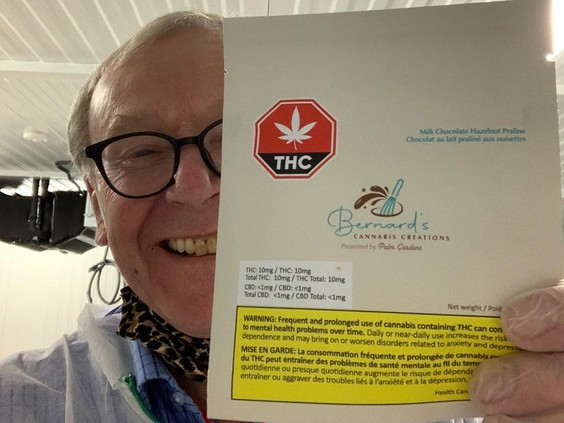 THC
Milk Chocolate Hazelnut Praline
Chocolat au lait praliné aux noisettes
Bernard's
CANNABIS CREATIONS
Presented by Palm Gardens
THC: 10mg / THC: 10mg
Total THC: 10mg / THC Total: 10mg
CBD: <1mg / CBD: <1mg
Total CBD: <1mg / CBD Total: <1mg
Net weight / Poid
WARNING: Frequent and prolonged use of cannabis containing THC can con
to mental health problems over time. Daily or near-daily use increases the risk
dependence and may bring on or worsen disorders related to anxiety and depres
MISE EN GARDE: La consommation fréquente et prolongée de cannabis
du THC peut entraîner des problèmes de santé mentale au fil du tem
quotidienne ou presque quotidienne augmente le risque de dépend
entraîner ou aggraver des troubles liés à l'anxiété et à la dépression.
Health Can